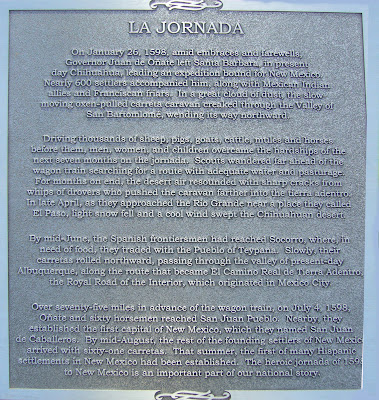 LA JORNADA
On January 26, 1598, amid embraces and farewells,
Governor Juan de Oñate left Santa Barbara, in present
day Chihuahua, leading an expedition bound for New Mexico.
Nearly 600 settlers accompanied him, along with Mexican Indian
allies and Franciscan friars. In a great cloud of dust, the slow
moving oxen-pulled carreta caravan creaked through the Valley of
San Bartolome, wending its way northward.
Driving thousands of sheep, pigs, goats, cattle, mules and horses
before them, men, women, and children overcame the hardships of the
next seven months on the jornada. Scouts wandered far ahead of the
wagon train searching for a route with adequate water and pasturage.
For months on end, the desert air resounded with sharp cracks from
whips of drovers who pushed the caravan farther into the tierra adentro.
In late April, as they approached the Rio Grande near a place they called
El Paso, light snow fell and a cool wind swept the Chihuahuan desert.
By mid-June, the Spanish frontiersmen had reached Socorro, where, in
need of food, they traded with the Pueblo of Teypana. Slowly, their
carretas rolled northward, passing through the valley of present-day
Albuquerque, along the route that became El Camino Real de Tierra Adentro,
the Royal Road of the Interior, which originated in Mexico City.
Over seventy-five miles in advance of the wagon train, on July 4, 1598,
Oñate and sixty horsemen reached San Juan Pueblo. Nearby, they
established the first capital of New Mexico, which they named San Juan
de Caballeros. By mid-August, the rest of the founding settlers of New Mexico
arrived with sixty-one carretas. That summer, the first of many Hispanic
settlements in New Mexico had been established. The heroic jornada of 1598
to New Mexico is an important part of our national story.